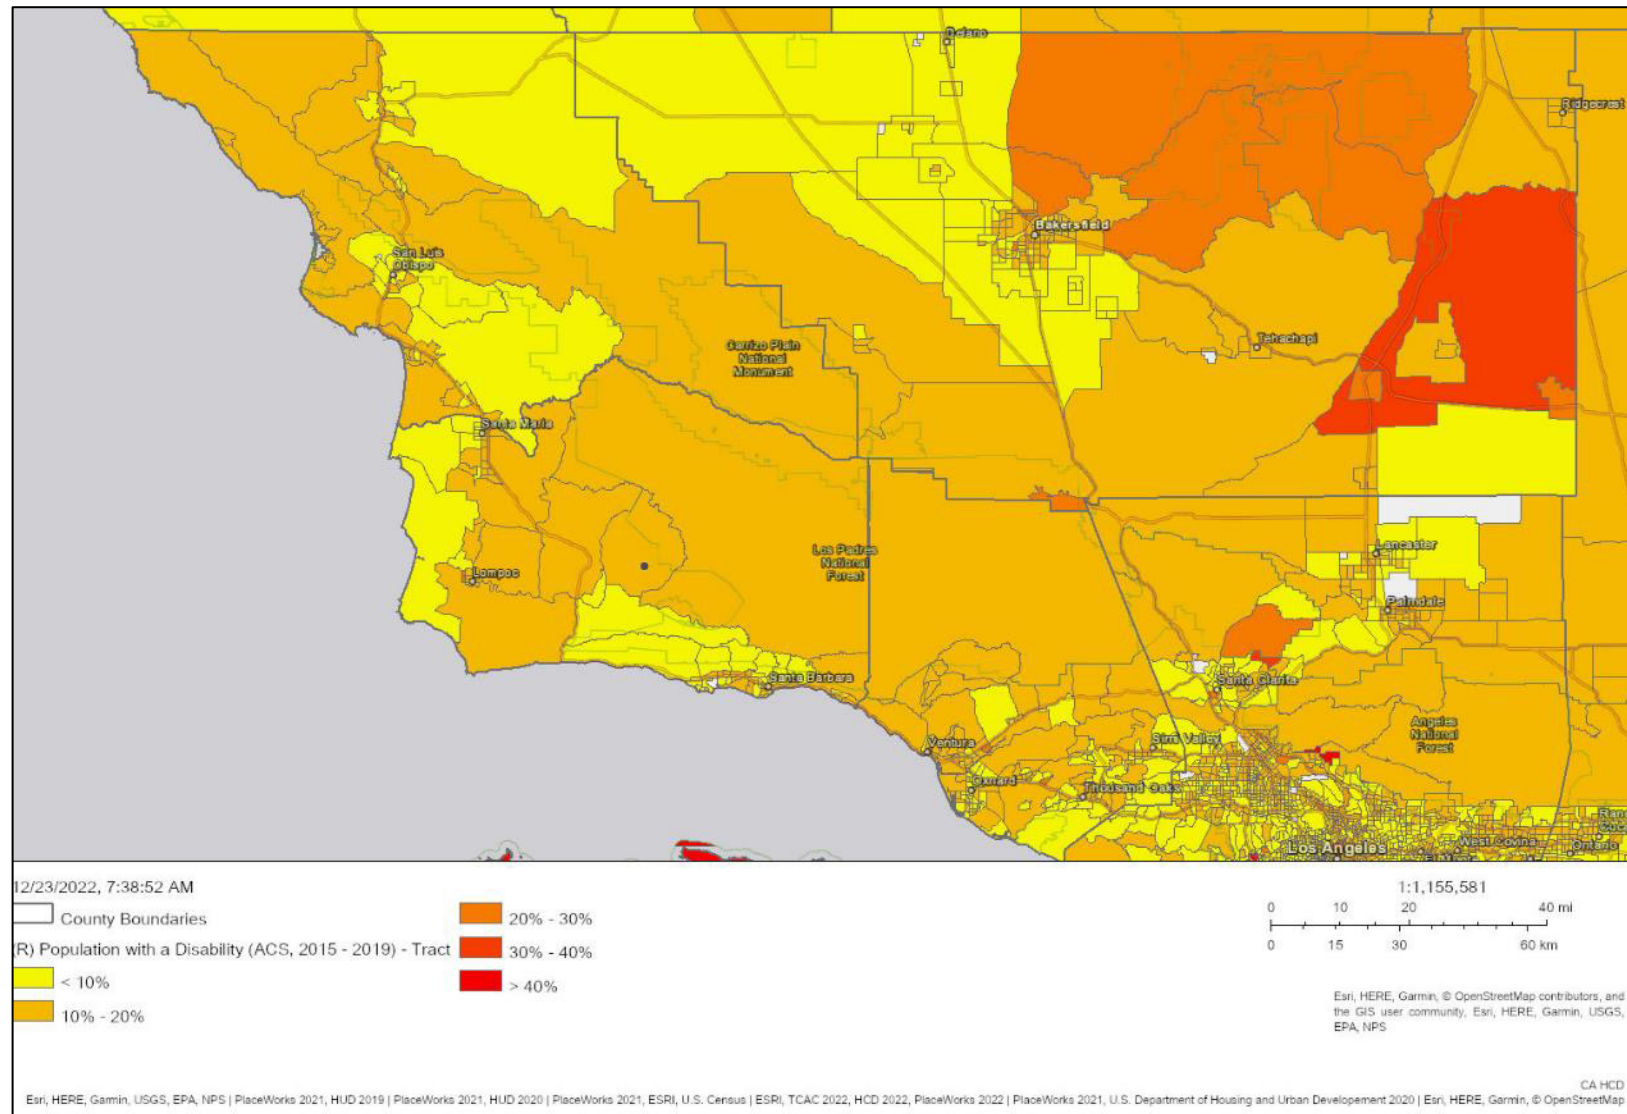 Delano
Ridgecrest
Bakersfield
San Luis
Obispo
Tehachapi
Carrizo Plain
National
Monument
Santa Maria
Lancaster
Los Padres
National
Forest
Lompoc
Palmdale
Santa Barbara
Santa Clarita
Angeles
National
Forest
Ventura
Simi Valley
Oxnard
Thousand Oaks
Los Angeles
West Covina
Ontario
12/23/2022, 7:38:52 AM
County Boundaries
(R) Population with a Disability (ACS, 2015 - 2019) - Tract
< 10%
10% - 20%
20% - 30%
30% - 40%
> 40%
1:1,155,581
0 10 20 40 mi
0 15 30 60 km
Esri, HERE, Garmin, © OpenStreetMap contributors, and
the GIS user community, Esri, HERE, Garmin, USGS,
EPA, NPS
CA HCD
Esri, HERE, Garmin, USGS, EPA, NPS | PlaceWorks 2021, HUD 2019 | PlaceWorks 2021, HUD 2020 | PlaceWorks 2021, ESRI, U.S. Census | ESRI, TCAC 2022, HCD 2022, PlaceWorks 2022 | PlaceWorks 2021, U.S. Department of Housing and Urban Developement 2020 | Esri, HERE, Garmin, © OpenStreetMap